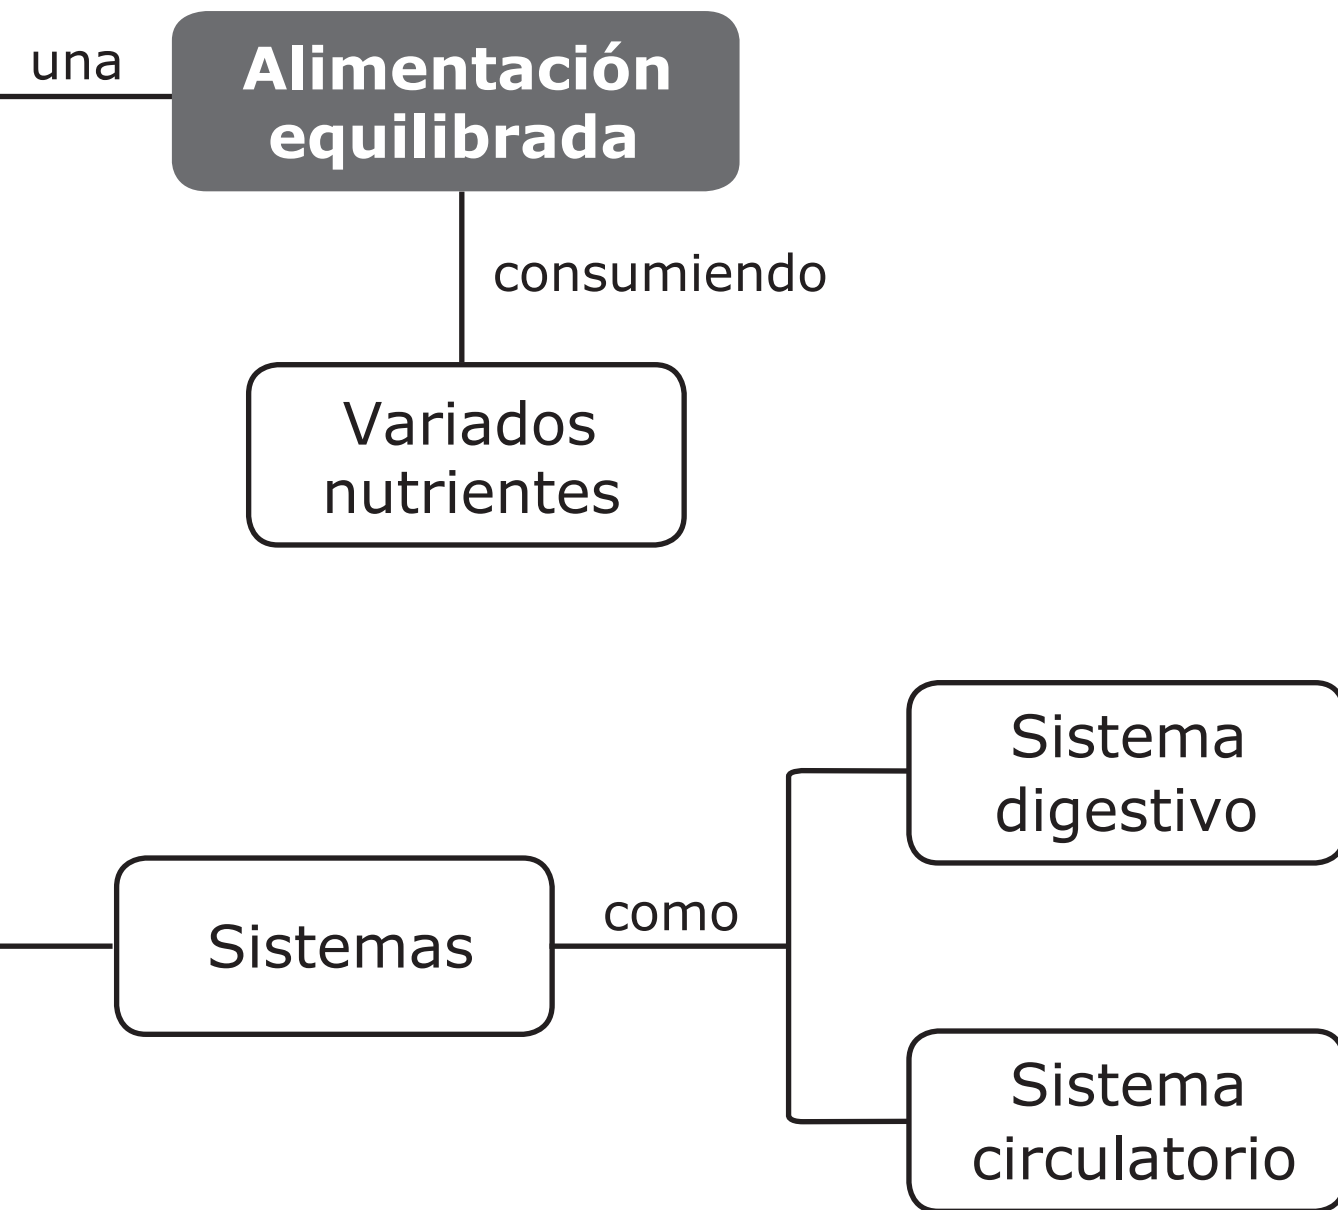 una
Alimentación
equilibrada
consumiendo
Variados
nutrientes
Sistema
digestivo
Sistemas
como
Sistema
circulatorio